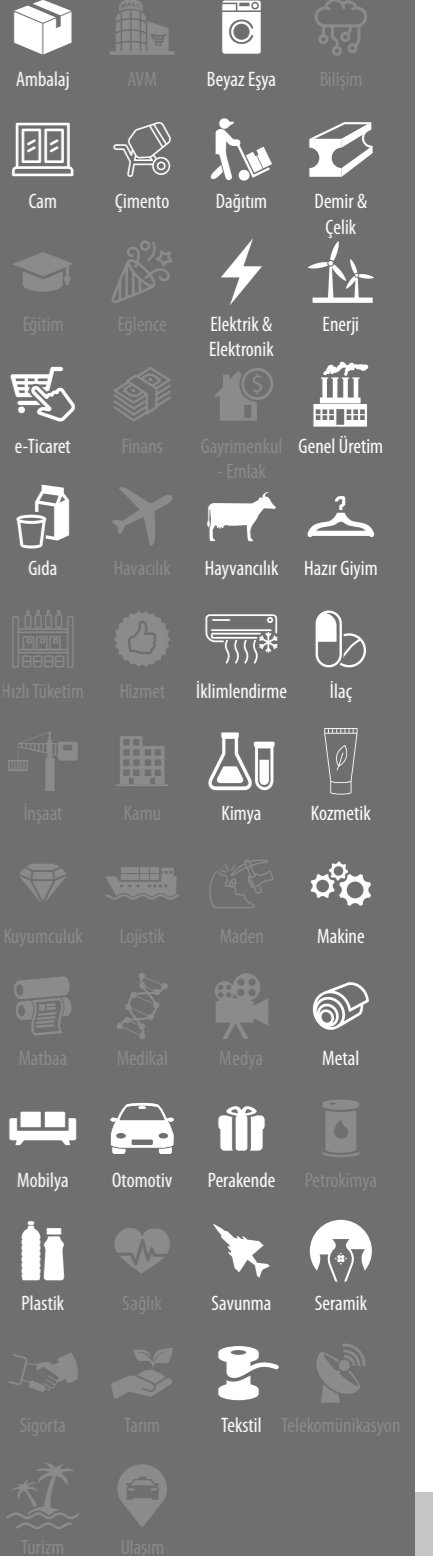 Ambalaj AVM Beyaz Eşya Bilişim
Cam Çimento Dağıtım Demir &
Çelik
Eğitim Eğlence Elektrik & Enerji
Elektronik
e-Ticaret Finans Gayrimenkul Genel Üretim
- Emlak
Gıda Havacılık Hayvancılık Hazır Giyim
Hızlı Tüketim Hizmet İklimlendirme İlaç
İnşaat Kamu Kimya Kozmetik
Kuyumculuk Lojistik Maden Makine
Matbaa Medikal Medya Metal
Mobilya Otomotiv Perakende Petrokimya
Plastik Sağlık Savunma Seramik
Sigorta Tarım Tekstil Telekomünikasyon
Turizm Ulaşım